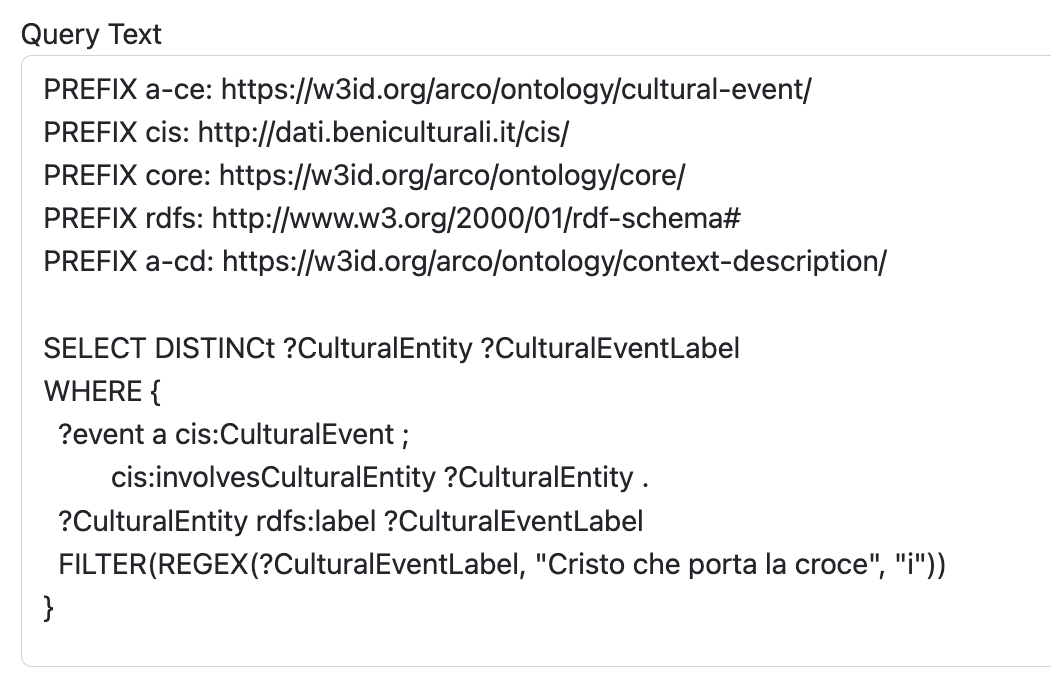 Query Text
PREFIX a-ce: https://w3id.org/arco/ontology/cultural-event/
PREFIX cis: http://dati.beniculturali.it/cis/
PREFIX core: https://w3id.org/arco/ontology/core/
PREFIX rdfs: http://www.w3.org/2000/01/rdf-schema#
PREFIX a-cd: https://w3id.org/arco/ontology/context-description/
SELECT DISTINCt ?CulturalEntity ?CulturalEventLabel
WHERE {
?event a cis:CulturalEvent ;
cis:involvesCulturalEntity ?CulturalEntity .
?CulturalEntity rdfs:label ?CulturalEventLabel
FILTER(REGEX(?CulturalEventLabel, "Cristo che porta la croce", "i"))
}